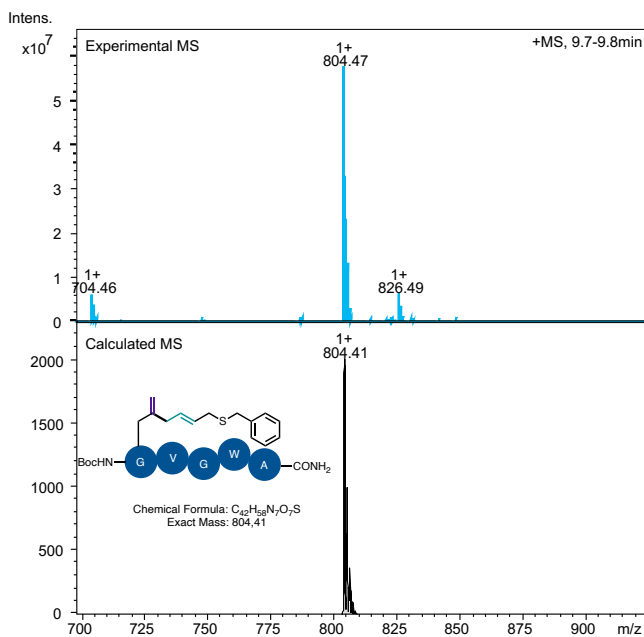 Intens.
x10⁷
Experimental MS
+MS, 9.7-9.8min
1+
804.47
5
4
3
2
1
0
1+
704.46
1+
826.49
Calculated MS
1+
804.41
2000
1500
1000
500
0
S
BocHN
G
V
G
W
A
CONH₂
Chemical Formula: C₄₂H₅₈N₇O₇S
Exact Mass: 804,41
700
725
750
775
800
825
850
875
900
m/z